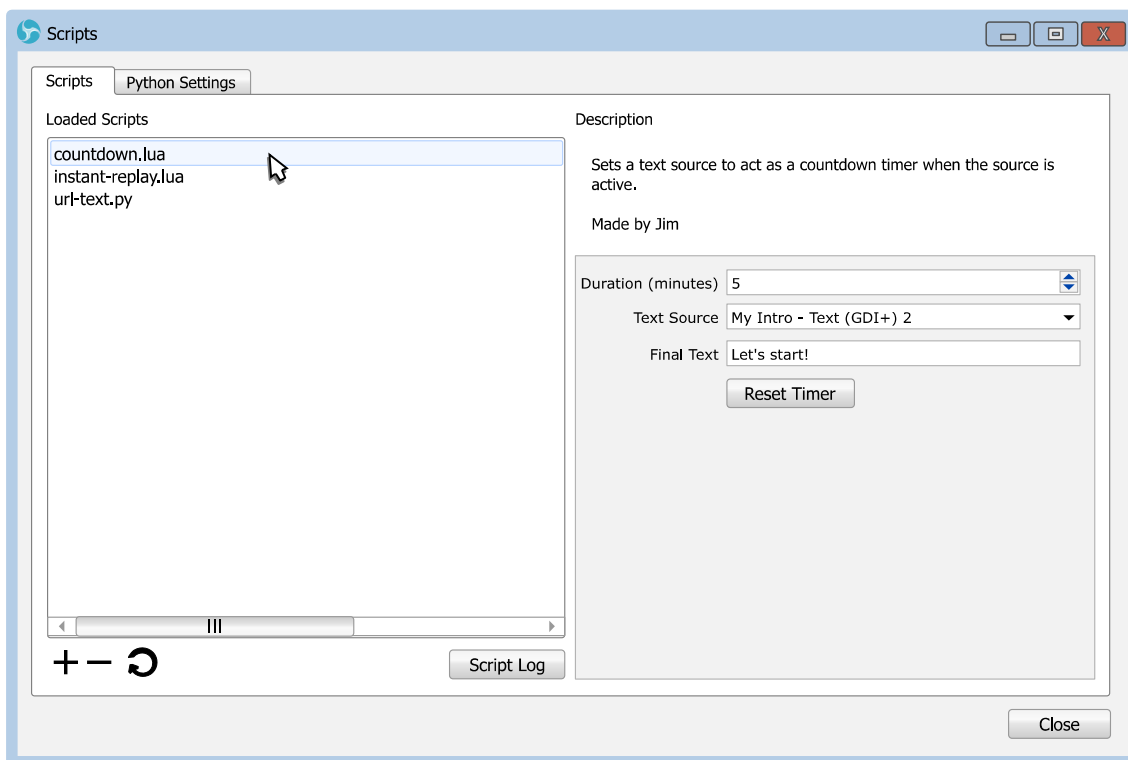 Scripts
Scripts
Python Settings
Loaded Scripts
countdown.lua
instant-replay.lua
url-text.py
Script Log
Description
Sets a text source to act as a countdown timer when the source is
active.
Made by Jim
Duration (minutes) 5
Text Source My Intro - Text (GDI+) 2
Final Text Let's start!
Reset Timer
Close